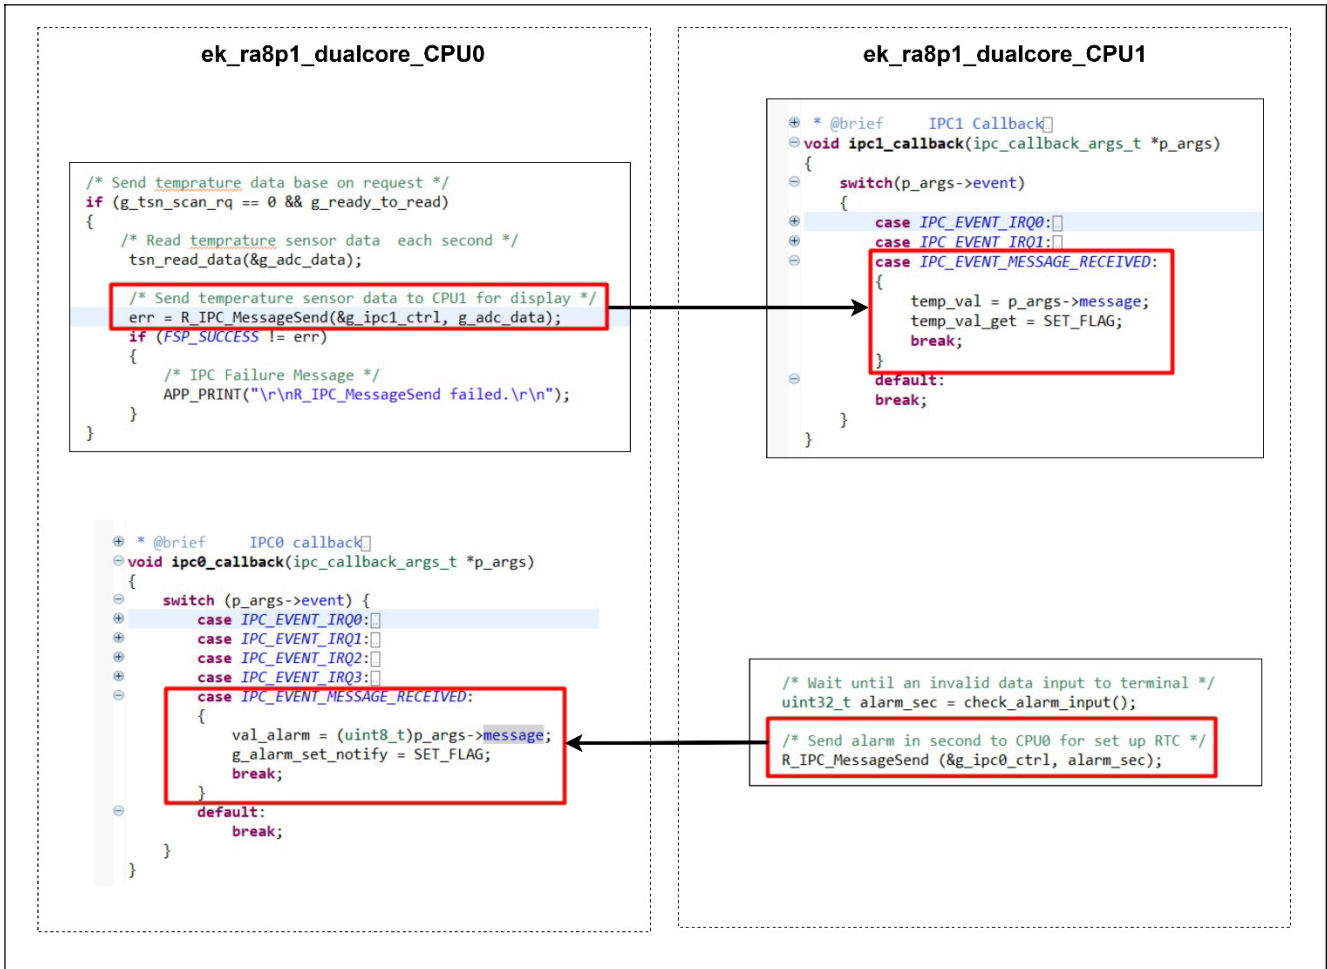 ek_ra8p1_dualcore_CPU0
/* Send temprature data base on request */
if (g_tsn_scan_rq == 0 && g_ready_to_read)
{
/* Read temprature sensor data  each second */
tsn_read_data(&g_adc_data);
/* Send temperature sensor data to CPU1 for display */
err = R_IPC_MessageSend(&g_ipc1_ctrl, g_adc_data);
if (FSP_SUCCESS != err)
{
/* IPC Failure Message */
APP_PRINT("\r\nR_IPC_MessageSend failed.\r\n");
}
}
* @brief     IPC0 callback
void ipc0_callback(ipc_callback_args_t *p_args)
{
switch (p_args->event) {
case IPC_EVENT_IRQ0:
case IPC_EVENT_IRQ1:
case IPC_EVENT_IRQ2:
case IPC_EVENT_IRQ3:
case IPC_EVENT_MESSAGE_RECEIVED:
{
val_alarm = (uint8_t)p_args->message;
g_alarm_set_notify = SET_FLAG;
break;
}
default:
break;
}
}
ek_ra8p1_dualcore_CPU1
* @brief     IPC1 Callback
void ipc1_callback(ipc_callback_args_t *p_args)
{
switch(p_args->event)
{
case IPC_EVENT_IRQ0:
case IPC_EVENT_IRQ1:
case IPC_EVENT_MESSAGE_RECEIVED:
{
temp_val = p_args->message;
temp_val_get = SET_FLAG;
break;
}
default:
break;
}
}
/* Wait until an invalid data input to terminal */
uint32_t alarm_sec = check_alarm_input();
/* Send alarm in second to CPU0 for set up RTC */
R_IPC_MessageSend (&g_ipc0_ctrl, alarm_sec);